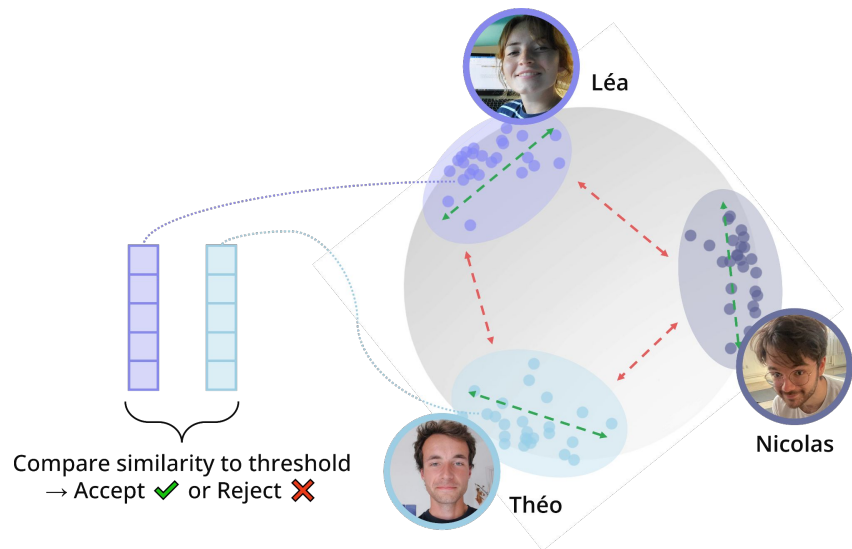 Léa
Nicolas
Théo
Compare similarity to threshold
→ Accept ✔ or Reject ❌